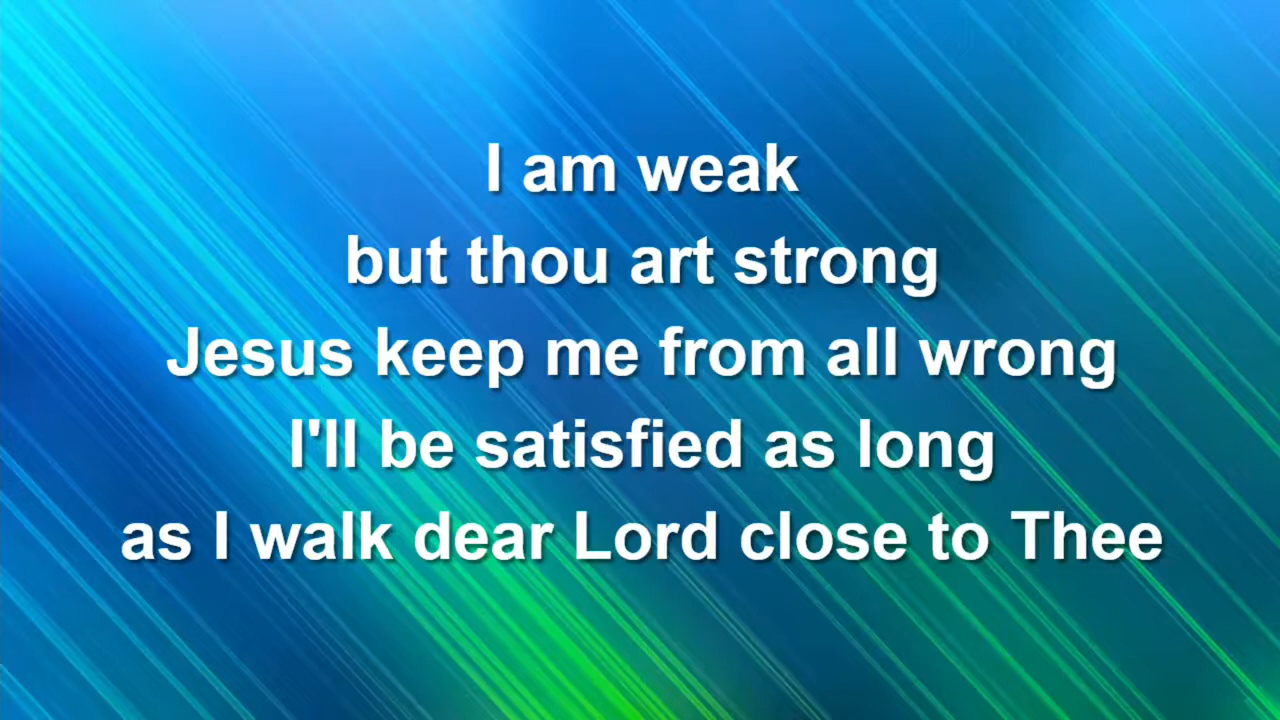 I am weak
but thou art strong
Jesus keep me from all wrong
I'll be satisfied as long
as I walk dear Lord close to Thee